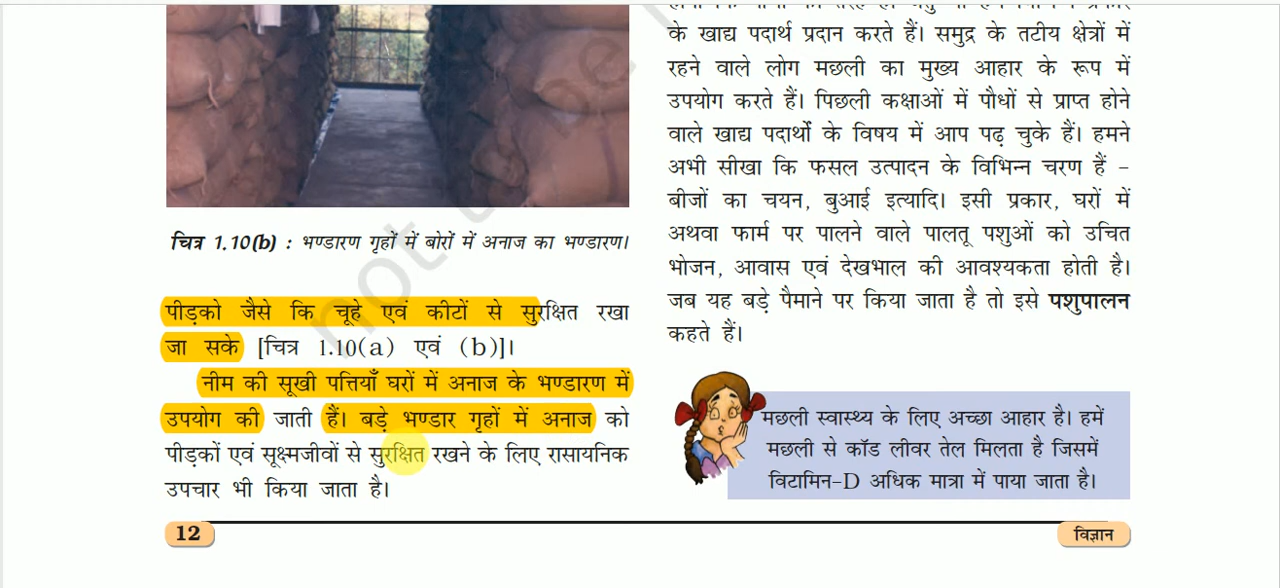 चित्र 1.10(b) : भण्डारण गृहों में बोरों में अनाज का भण्डारण।
पीड़को जैसे कि चूहे एवं कीटों से सुरक्षित रखा
जा सके [चित्र 1.10(a) एवं (b)]।
नीम की सूखी पत्तियाँ घरों में अनाज के भण्डारण में
उपयोग की जाती हैं। बड़े भण्डार गृहों में अनाज को
पीड़कों एवं सूक्ष्मजीवों से सुरक्षित रखने के लिए रासायनिक
उपचार भी किया जाता है।
के खाद्य पदार्थ प्रदान करते हैं। समुद्र के तटीय क्षेत्रों में
रहने वाले लोग मछली का मुख्य आहार के रूप में
उपयोग करते हैं। पिछली कक्षाओं में पौधों से प्राप्त होने
वाले खाद्य पदार्थों के विषय में आप पढ़ चुके हैं। हमने
अभी सीखा कि फसल उत्पादन के विभिन्न चरण हैं –
बीजों का चयन, बुआई इत्यादि। इसी प्रकार, घरों में
अथवा फार्म पर पालने वाले पालतू पशुओं को उचित
भोजन, आवास एवं देखभाल की आवश्यकता होती है।
जब यह बड़े पैमाने पर किया जाता है तो इसे पशुपालन
कहते हैं।
मछली स्वास्थ्य के लिए अच्छा आहार है। हमें
मछली से कॉड लीवर तेल मिलता है जिसमें
विटामिन-D अधिक मात्रा में पाया जाता है।
12
विज्ञान
not